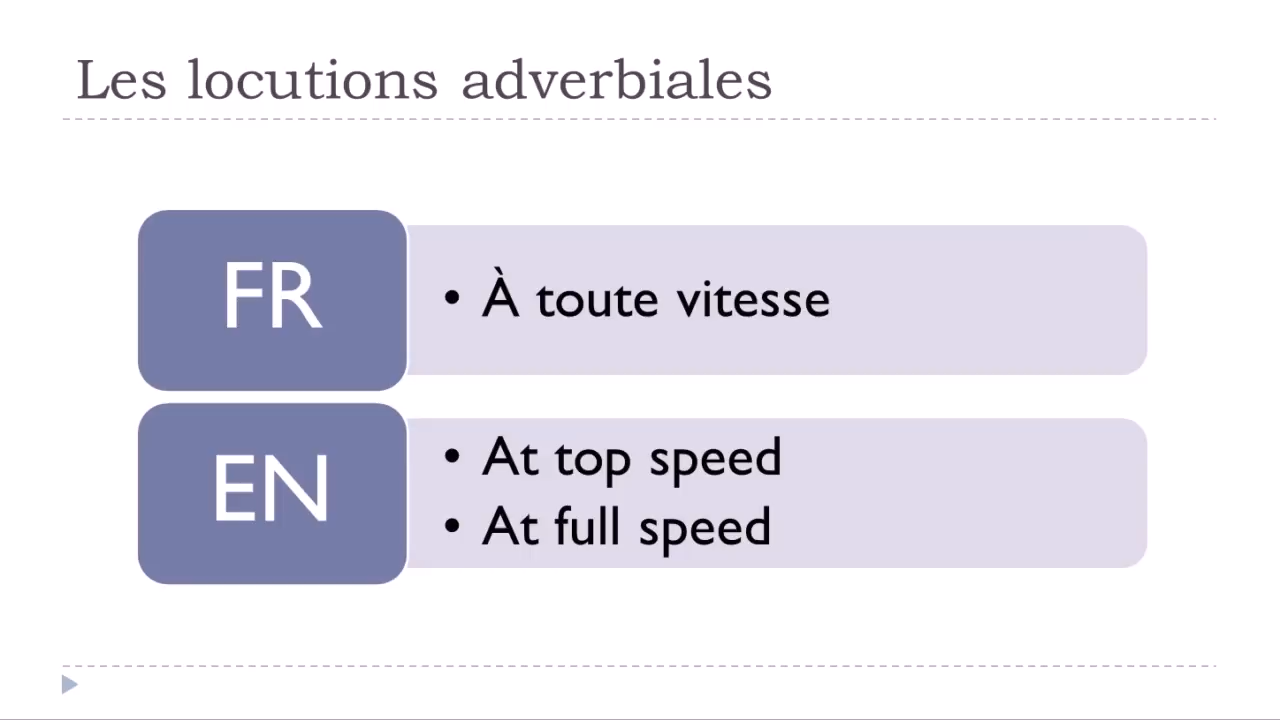 Les locutions adverbiales
FR
• À toute vitesse
EN
• At top speed
• At full speed